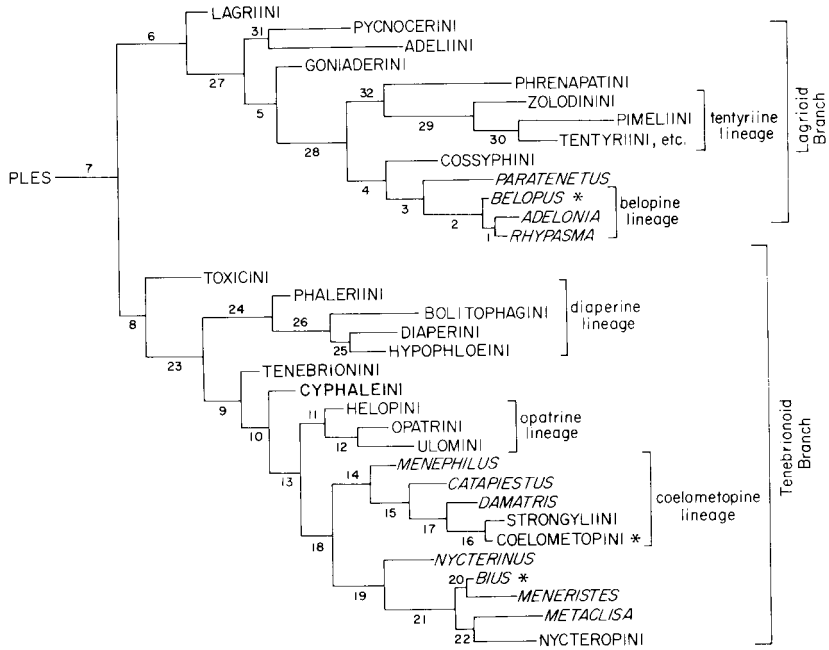 LAGRIINI
6
31
PYCNOCERINI
ADELIINI
27
GONIADERINI
5
PHRENAPATINI
32
ZOLODININI
29
PIMELIINI
30
TENTYRIINI, etc.
tentyriine
lineage
28
COSSYPHINI
4
PARATENETUS
3
BELOPUS *
2
ADELONIA
1
RHYPASMA
belopine
lineage
Lagrioid
Branch
PLES
7
TOXICINI
8
PHALERIINI
24
BOLITOPHAGINI
26
DIAPERINI
25
HYPOPHLOEINI
diaperine
lineage
23
TENEBRIONINI
9
CYPHALEINI
10
HELOPINI
11
OPATRINI
12
ULOMINI
opatrine
lineage
13
MENEPHILUS
14
CATAPIESTUS
15
DAMATRIS
17
STRONGYLIINI
16
COELOMETOPINI *
coelometopine
lineage
18
NYCTERINUS
19
BIUS *
20
MENERISTES
21
METACLISA
22
NYCTEROPINI
Tenebrionoid
Branch